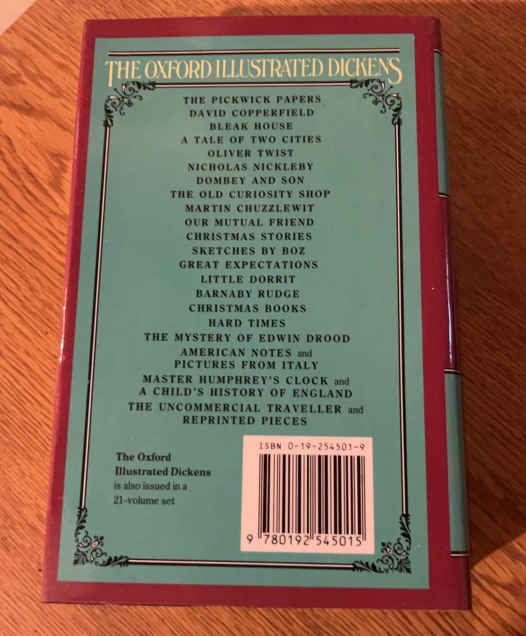 THE OXFORD ILLUSTRATED DICKENS
THE PICKWICK PAPERS
DAVID COPPERFIELD
BLEAK HOUSE
A TALE OF TWO CITIES
OLIVER TWIST
NICHOLAS NICKLEBY
DOMBEY AND SON
THE OLD CURIOSITY SHOP
MARTIN CHUZZLEWIT
OUR MUTUAL FRIEND
CHRISTMAS STORIES
SKETCHES BY BOZ
GREAT EXPECTATIONS
LITTLE DORRIT
BARNABY RUDGE
CHRISTMAS BOOKS
HARD TIMES
THE MYSTERY OF EDWIN DROOD
AMERICAN NOTES and
PICTURES FROM ITALY
MASTER HUMPHREY'S CLOCK and
A CHILD'S HISTORY OF ENGLAND
THE UNCOMMERCIAL TRAVELLER and
REPRINTED PIECES
The Oxford
Illustrated Dickens
is also issued in a
21-volume set
ISBN 0-19-254501-9
9 780192 545015